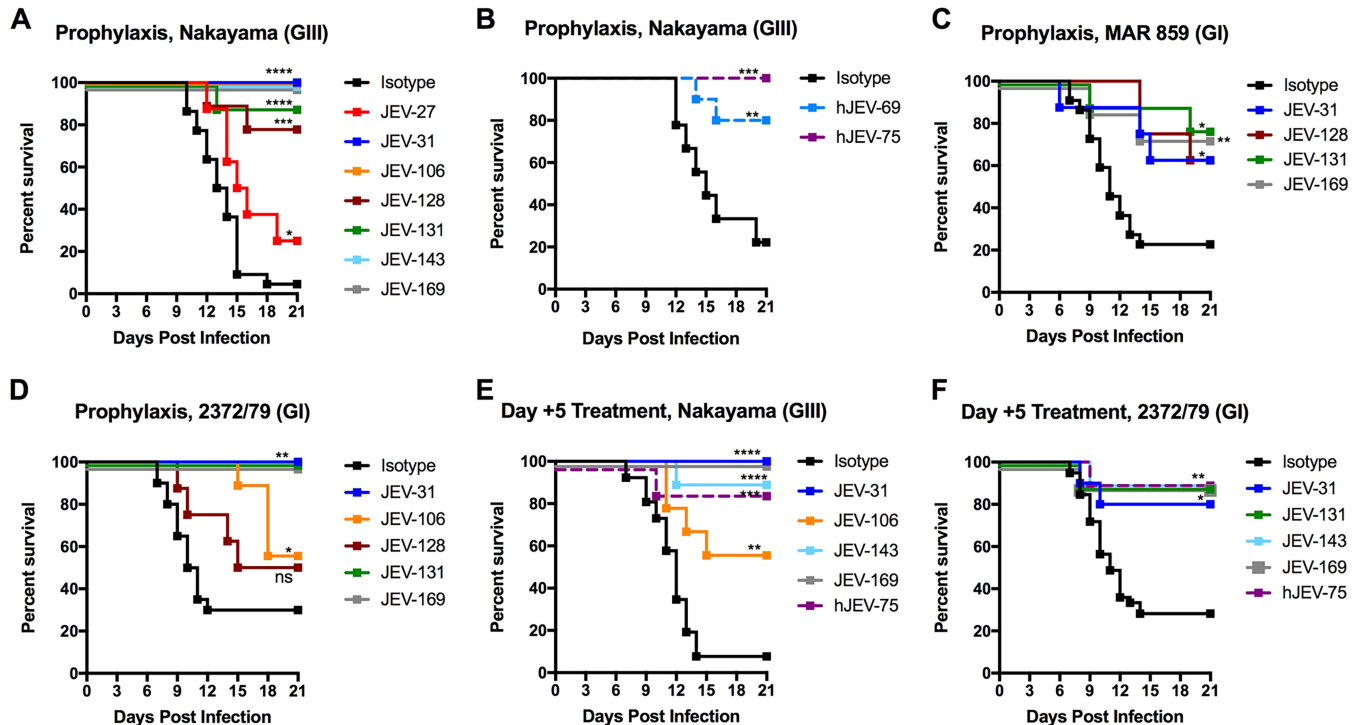 A
Prophylaxis, Nakayama (GIII)
Percent survival
100
80
60
40
20
0
0 3 6 9 12 15 18 21
Days Post Infection
****
****
***
*
Isotype
JEV-27
JEV-31
JEV-106
JEV-128
JEV-131
JEV-143
JEV-169
B
Prophylaxis, Nakayama (GIII)
Percent survival
100
80
60
40
20
0
0 3 6 9 12 15 18 21
Days Post Infection
***
**
Isotype
hJEV-69
hJEV-75
C
Prophylaxis, MAR 859 (GI)
Percent survival
100
80
60
40
20
0
0 3 6 9 12 15 18 21
Days Post Infection
*
**
*
Isotype
JEV-31
JEV-128
JEV-131
JEV-169
D
Prophylaxis, 2372/79 (GI)
Percent survival
100
80
60
40
20
0
0 3 6 9 12 15 18 21
Days Post Infection
**
*
ns
Isotype
JEV-31
JEV-106
JEV-128
JEV-131
JEV-169
E
Day +5 Treatment, Nakayama (GIII)
Percent survival
100
80
60
40
20
0
0 3 6 9 12 15 18 21
Days Post Infection
****
****
***
**
Isotype
JEV-31
JEV-106
JEV-143
JEV-169
hJEV-75
F
Day +5 Treatment, 2372/79 (GI)
Percent survival
100
80
60
40
20
0
0 3 6 9 12 15 18 21
Days Post Infection
**
*
Isotype
JEV-31
JEV-131
JEV-143
JEV-169
hJEV-75